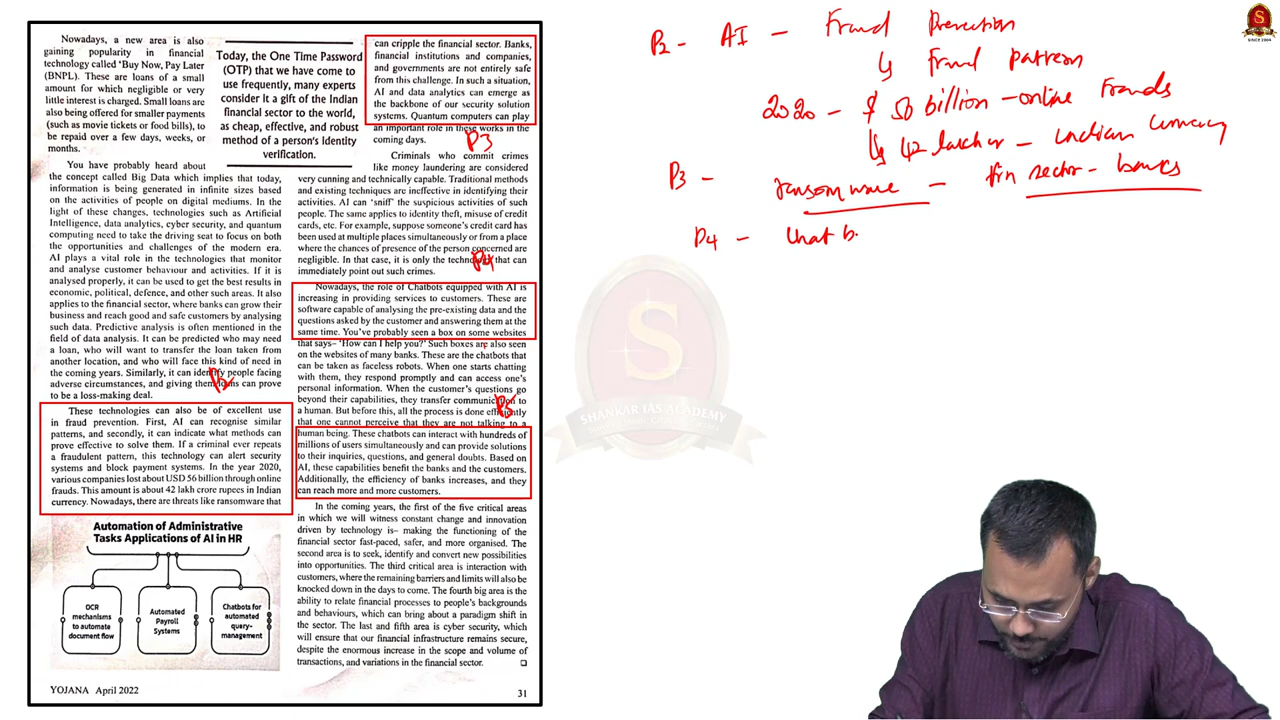 Nowadays, a new area is also
gaining popularity in financial
technology called 'Buy Now, Pay Later
(BNPL). These are loans of a small
amount for which negligible or very
little interest is charged. Small loans are
also being offered for smaller payments
(such as movie tickets or food bills), to
be repaid over a few days, weeks, or
months.
Today, the One Time Password
(OTP) that we have come to
use frequently, many experts
consider it a gift of the Indian
financial sector to the world,
as cheap, effective, and robust
method of a person's identity
verification.
You have probably heard about
the concept called Big Data which implies that today,
information is being generated in infinite sizes based
on the activities of people on digital mediums. In the
light of these changes, technologies such as Artificial
Intelligence, data analytics, cyber security, and quantum
computing need to take the driving seat to focus on both
the opportunities and challenges of the modern era.
AI plays a vital role in the technologies that monitor
and analyse customer behaviour and activities. If it is
analysed properly, it can be used to get the best results in
economic, political, defence, and other such areas. It also
applies to the financial sector, where banks can grow their
business and reach good and safe customers by analysing
such data. Predictive analysis is often mentioned in the
field of data analysis. It can be predicted who may need
a loan, who will want to transfer the loan taken from
another location, and who will face this kind of need in
the coming years. Similarly, it can identify people facing
adverse circumstances, and giving them loans can prove
to be a loss-making deal.
P2
These technologies can also be of excellent use
in fraud prevention. First, AI can recognise similar
patterns, and secondly, it can indicate what methods can
prove effective to solve them. If a criminal ever repeats
a fraudulent pattern, this technology can alert security
systems and block payment systems. In the year 2020,
various companies lost about USD 56 billion through online
frauds. This amount is about 42 lakh crore rupees in Indian
currency. Nowadays, there are threats like ransomware that
Automation of Administrative
Tasks Applications of AI in HR
OCR
mechanisms
to automate
document flow
Automated
Payroll
Systems
Chatbots for
automated
query-
management
YOJANA April 2022
can cripple the financial sector. Banks,
financial institutions and companies,
and governments are not entirely safe
from this challenge. In such a situation,
AI and data analytics can emerge as
the backbone of our security solution
systems. Quantum computers can play
an important role in these works in the
coming days.
P3
Criminals who commit crimes
like money laundering are considered
very cunning and technically capable. Traditional methods
and existing techniques are ineffective in identifying their
activities. AI can 'sniff' the suspicious activities of such
people. The same applies to identity theft, misuse of credit
cards, etc. For example, suppose someone's credit card has
been used at multiple places simultaneously or from a place
where the chances of presence of the person concerned are
negligible. In that case, it is only the technology that can
immediately point out such crimes.
P4
Nowadays, the role of Chatbots equipped with AI is
increasing in providing services to customers. These are
software capable of analysing the pre-existing data and the
questions asked by the customer and answering them at the
same time. You've probably seen a box on some websites
that says– 'How can I help you?' Such boxes are also seen
on the websites of many banks. These are the chatbots that
can be taken as faceless robots. When one starts chatting
with them, they respond promptly and can access one's
personal information. When the customer's questions go
beyond their capabilities, they transfer communication to
a human. But before this, all the process is done efficiently
that one cannot perceive that they are not talking to a
P5
human being. These chatbots can interact with hundreds of
millions of users simultaneously and can provide solutions
to their inquiries, questions, and general doubts. Based on
AI, these capabilities benefit the banks and the customers.
Additionally, the efficiency of banks increases, and they
can reach more and more customers.
In the coming years, the first of the five critical areas
in which we will witness constant change and innovation
driven by technology is– making the functioning of the
financial sector fast-paced, safer, and more organised. The
second area is to seek, identify and convert new possibilities
into opportunities. The third critical area is interaction with
customers, where the remaining barriers and limits will also be
knocked down in the days to come. The fourth big area is the
ability to relate financial processes to people's backgrounds
and behaviours, which can bring about a paradigm shift in
the sector. The last and fifth area is cyber security, which
will ensure that our financial infrastructure remains secure,
despite the enormous increase in the scope and volume of
transactions, and variations in the financial sector.
31
P2 - AI - Fraud Prevention
↳ fraud pattern
2020 - $ 56 billion - online frauds
↳ 42 lakh cr - Indian currency
P3 - ransomware - fin sector - banks
P4 - Chat b
SHANKAR IAS ACADEMY
SINCE 2004